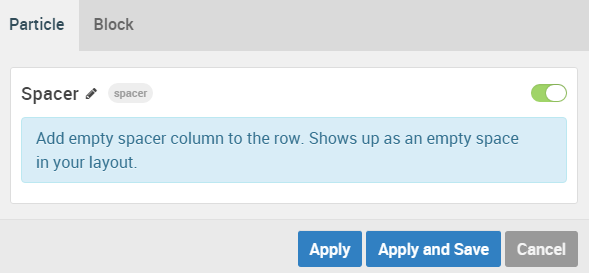 Particle Block
Spacer spacer
Add empty spacer column to the row. Shows up as an empty space
in your layout.
Apply Apply and Save Cancel